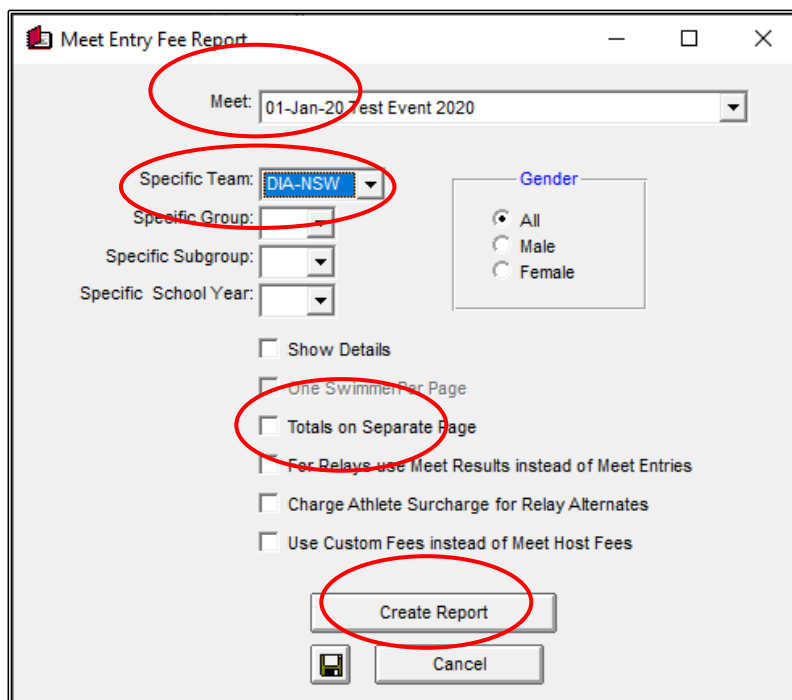 Meet Entry Fee Report
Meet: 01-Jan-20 Test Event 2020
Specific Team: DIA-NSW
Gender
Specific Group:
All
Male
Specific Subgroup:
Female
Specific School Year:
Show Details
One SwimmerPer Page
Totals on Separate Page
For Relays use Meet Results instead of Meet Entries
Charge Athlete Surcharge for Relay Alternates
Use Custom Fees instead of Meet Host Fees
Create Report
Cancel